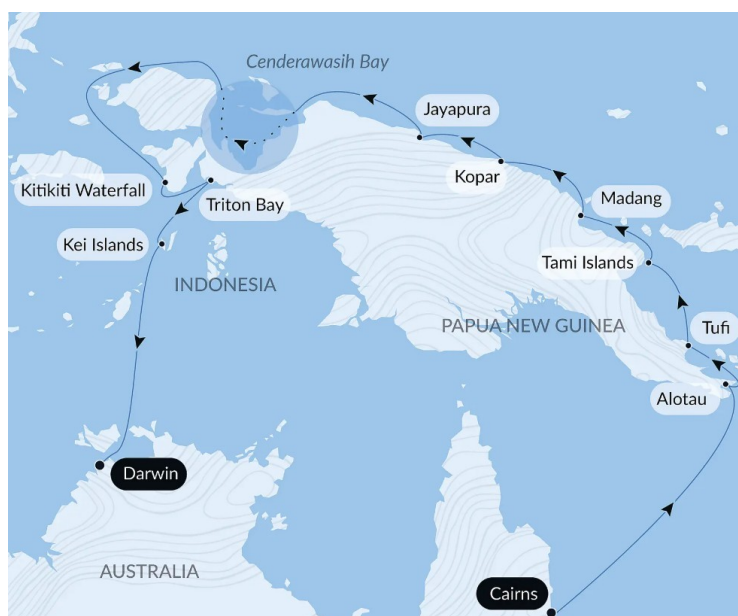 Cenderawasih Bay
Jayapura
Kopar
Kitikiti Waterfall
Triton Bay
Madang
Kei Islands
Tami Islands
INDONESIA
PAPUA NEW GUINEA
Tufi
Alotau
Darwin
AUSTRALIA
Cairns